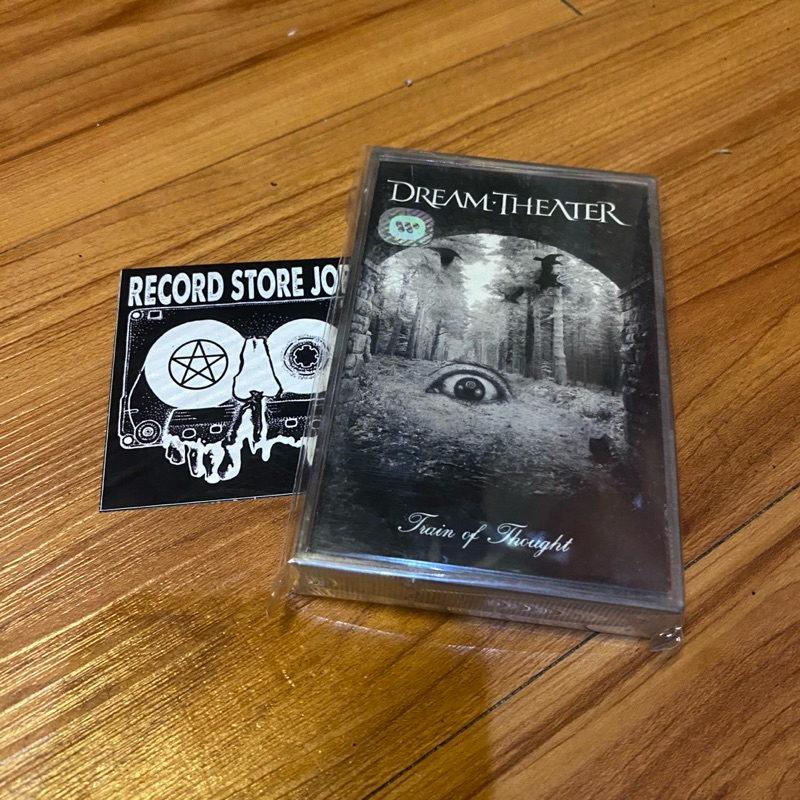 RECORD STORE JO
DREAM·THEATER
Train of Thought